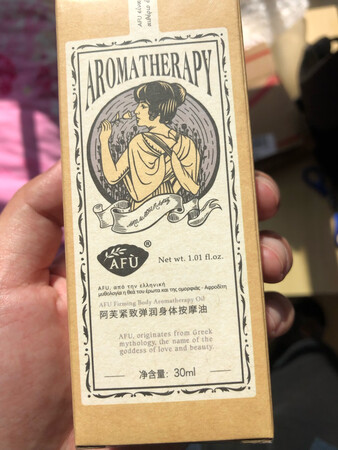 AROMATHERAPY
AFÙ
®
Net wt. 1.01 fl.oz.
AFU, από την ελληνική
μυθολογία η θεά του έρωτα και της ομορφιάς - Αφροδίτη
AFU Firming Body Aromatherapy Oil
阿芙紧致弹润身体按摩油
AFU, originates from Greek
mythology, the name of the
goddess of love and beauty.
净含量: 30ml